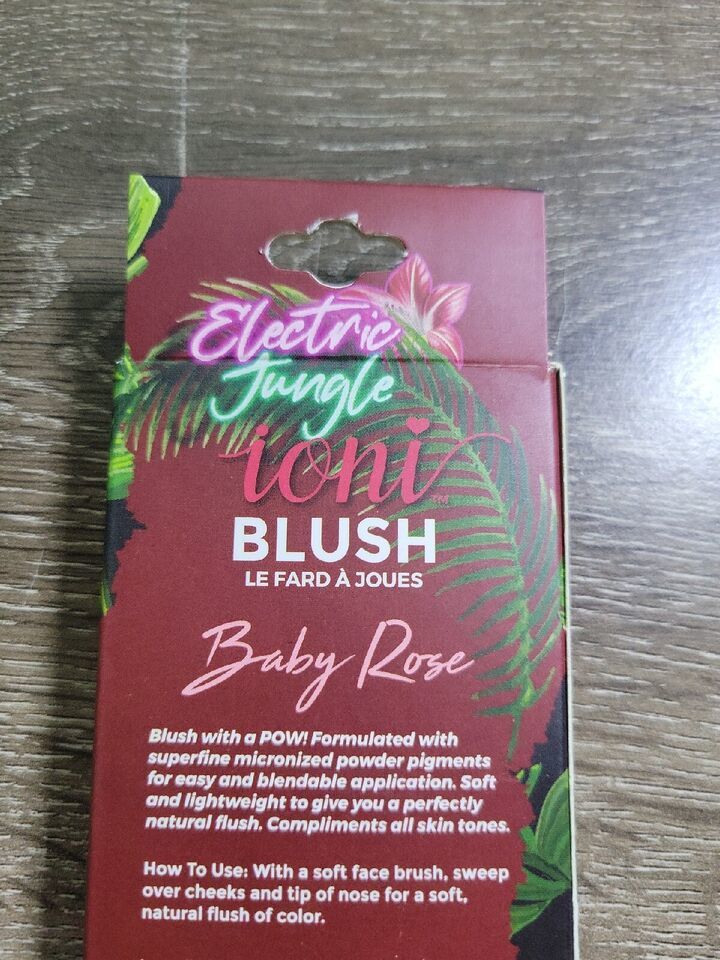 Electric
Jungle
ioni™
BLUSH
LE FARD À JOUES
Baby Rose
Blush with a POW! Formulated with
superfine micronized powder pigments
for easy and blendable application. Soft
and lightweight to give you a perfectly
natural flush. Compliments all skin tones.
How To Use: With a soft face brush, sweep
over cheeks and tip of nose for a soft,
natural flush of color.